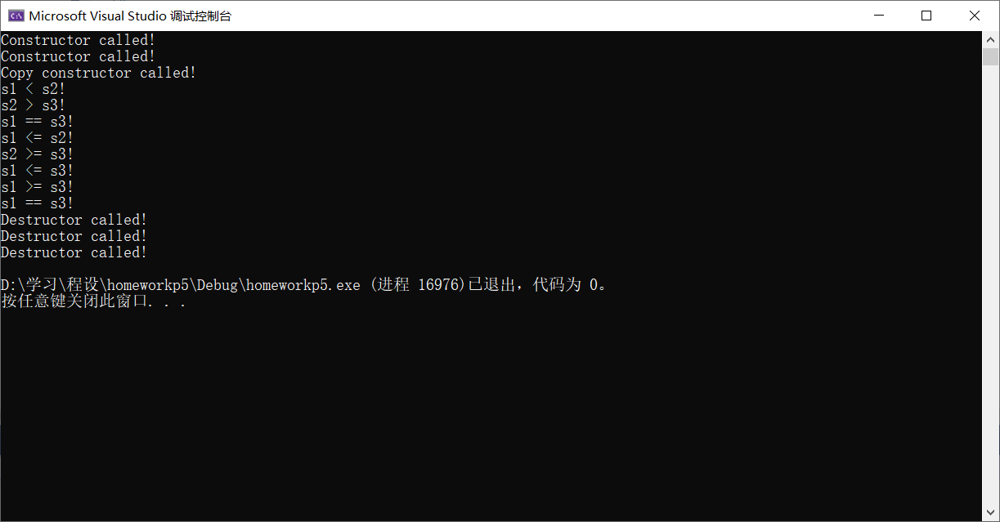 Microsoft Visual Studio 调试控制台
Constructor called!
Constructor called!
Copy constructor called!
s1 < s2!
s2 > s3!
s1 == s3!
s1 <= s2!
s2 >= s3!
s1 <= s3!
s1 >= s3!
s1 == s3!
Destructor called!
Destructor called!
Destructor called!
D:\学习\程设\homeworkp5\Debug\homeworkp5.exe (进程 16976)已退出，代码为 0。
按任意键关闭此窗口. . .